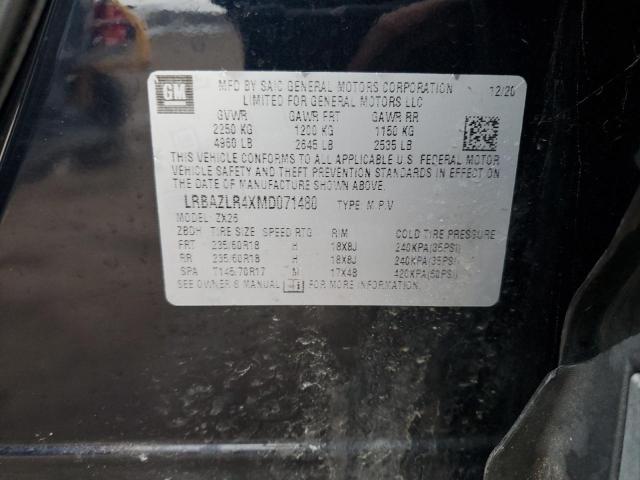 GM
MFD BY SAIC GENERAL MOTORS CORPORATION 12/20
LIMITED FOR GENERAL MOTORS LLC
GVWR GAWR FRT GAWR RR
2250 KG 1200 KG 1150 KG
4960 LB 2645 LB 2535 LB
THIS VEHICLE CONFORMS TO ALL APPLICABLE U.S. FEDERAL MOTOR
VEHICLE SAFETY AND THEFT PREVENTION STANDARDS IN EFFECT
ON THE DATE OF MANUFACTURE SHOWN ABOVE.
LRBAZLR4XMD071480 TYPE: M.P.V
MODEL: ZX26
ZBDH TIRE SIZE SPEED RTG RIM COLD TIRE PRESSURE
FRT 235/60R18 H 18X8J 240KPA(35PSI)
RR 235/60R18 H 18X8J 240KPA(35PSI)
SPA T145/70R17 M 17X4B 420KPA(60PSI)
SEE OWNER'S MANUAL i FOR MORE INFORMATION.